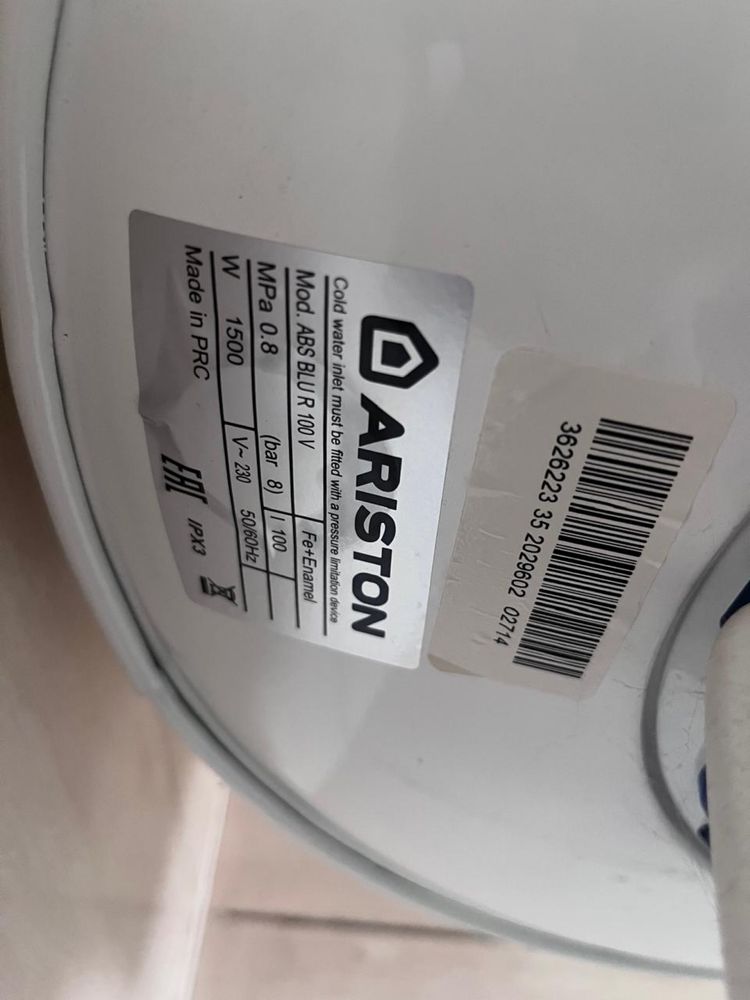 3626223 35 2029602 02714
ARISTON
Cold water inlet must be fitted with a pressure limitation device
Mod. ABS BLU R 100 V Fe+Enamel
MPa 0.8 (bar 8) l 100
W 1500 V~ 230 50/60Hz
Made in PRC EAC IPX3